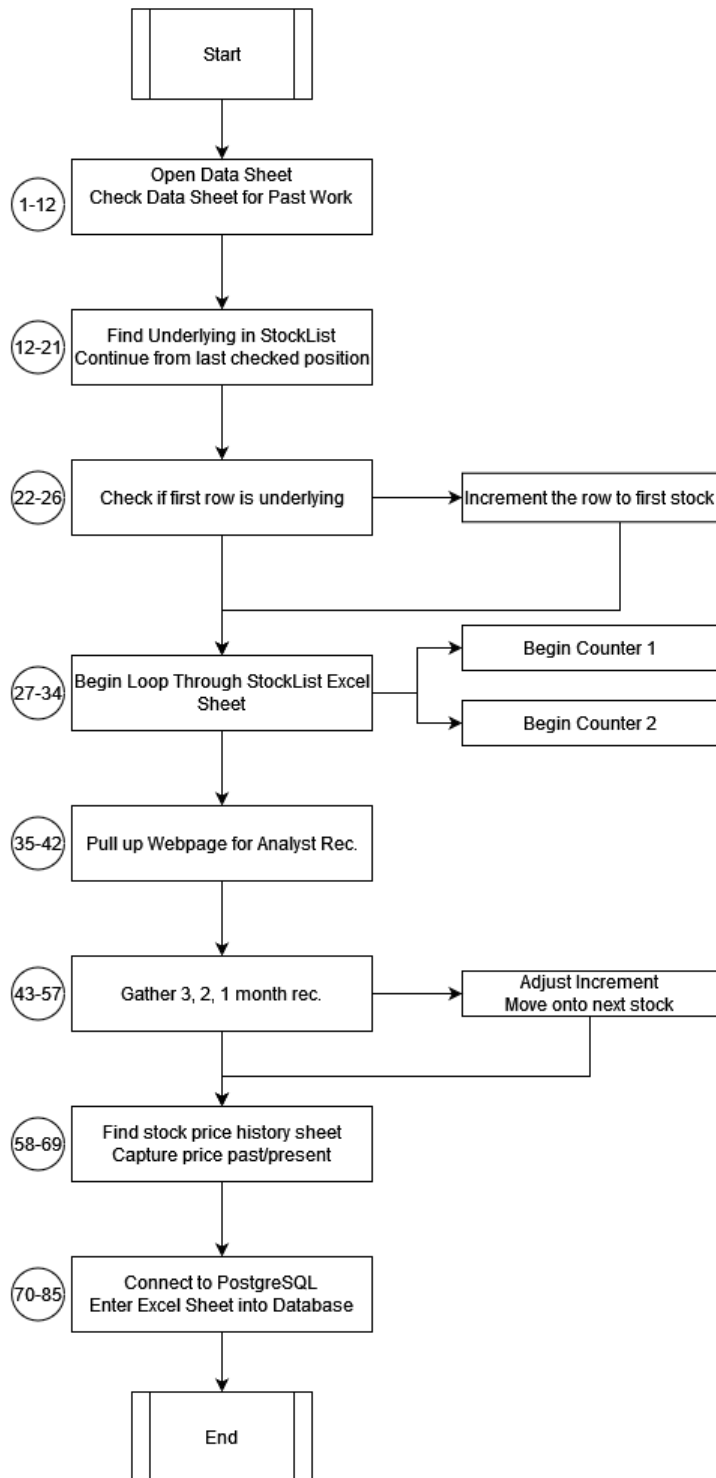 Start
1-12
Open Data Sheet
Check Data Sheet for Past Work
12-21
Find Underlying in StockList
Continue from last checked position
22-26
Check if first row is underlying
Increment the row to first stock
27-34
Begin Loop Through StockList Excel
Sheet
Begin Counter 1
Begin Counter 2
35-42
Pull up Webpage for Analyst Rec.
43-57
Gather 3, 2, 1 month rec.
Adjust Increment
Move onto next stock
58-69
Find stock price history sheet
Capture price past/present
70-85
Connect to PostgreSQL
Enter Excel Sheet into Database
End